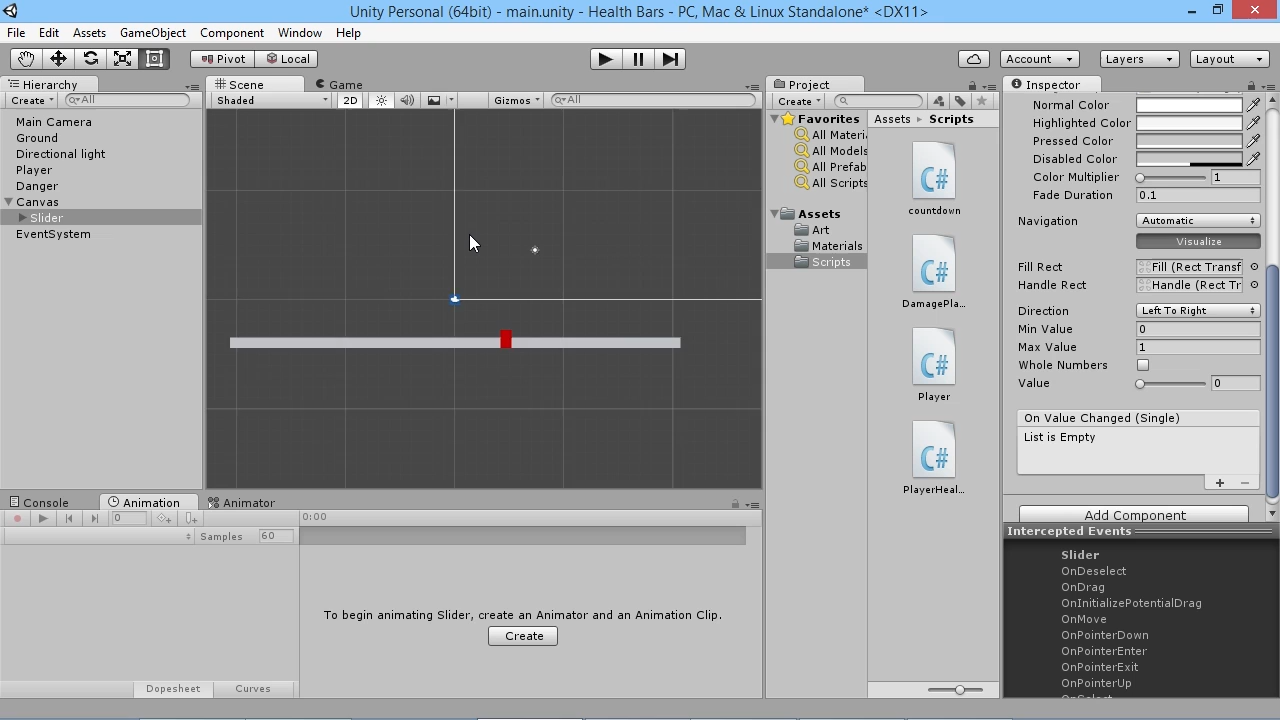 Unity Personal (64bit) - main.unity - Health Bars - PC, Mac & Linux Standalone* <DX11>
File Edit Assets GameObject Component Window Help
Pivot Local Account Layers Layout
Hierarchy
Create All
Main Camera
Ground
Directional light
Player
Danger
Canvas
Slider
EventSystem
Scene Game
Shaded 2D Gizmos All
Project
Create
Favorites
All Materi
All Models
All Prefab
All Scripts
Assets
Art
Materials
Scripts
Assets Scripts
C#
countdown
C#
DamagePla...
C#
Player
C#
PlayerHeal...
Inspector
Normal Color
Highlighted Color
Pressed Color
Disabled Color
Color Multiplier 1
Fade Duration 0.1
Navigation Automatic
Visualize
Fill Rect Fill (Rect Transf
Handle Rect Handle (Rect Tr
Direction Left To Right
Min Value 0
Max Value 1
Whole Numbers
Value 0
On Value Changed (Single)
List is Empty
Add Component
Intercepted Events
Slider
OnDeselect
OnDrag
OnInitializePotentialDrag
OnMove
OnPointerDown
OnPointerEnter
OnPointerExit
OnPointerUp
OnSelect
Console Animation Animator
0 0:00
Samples 60
To begin animating Slider, create an Animator and an Animation Clip.
Create
Dopesheet Curves